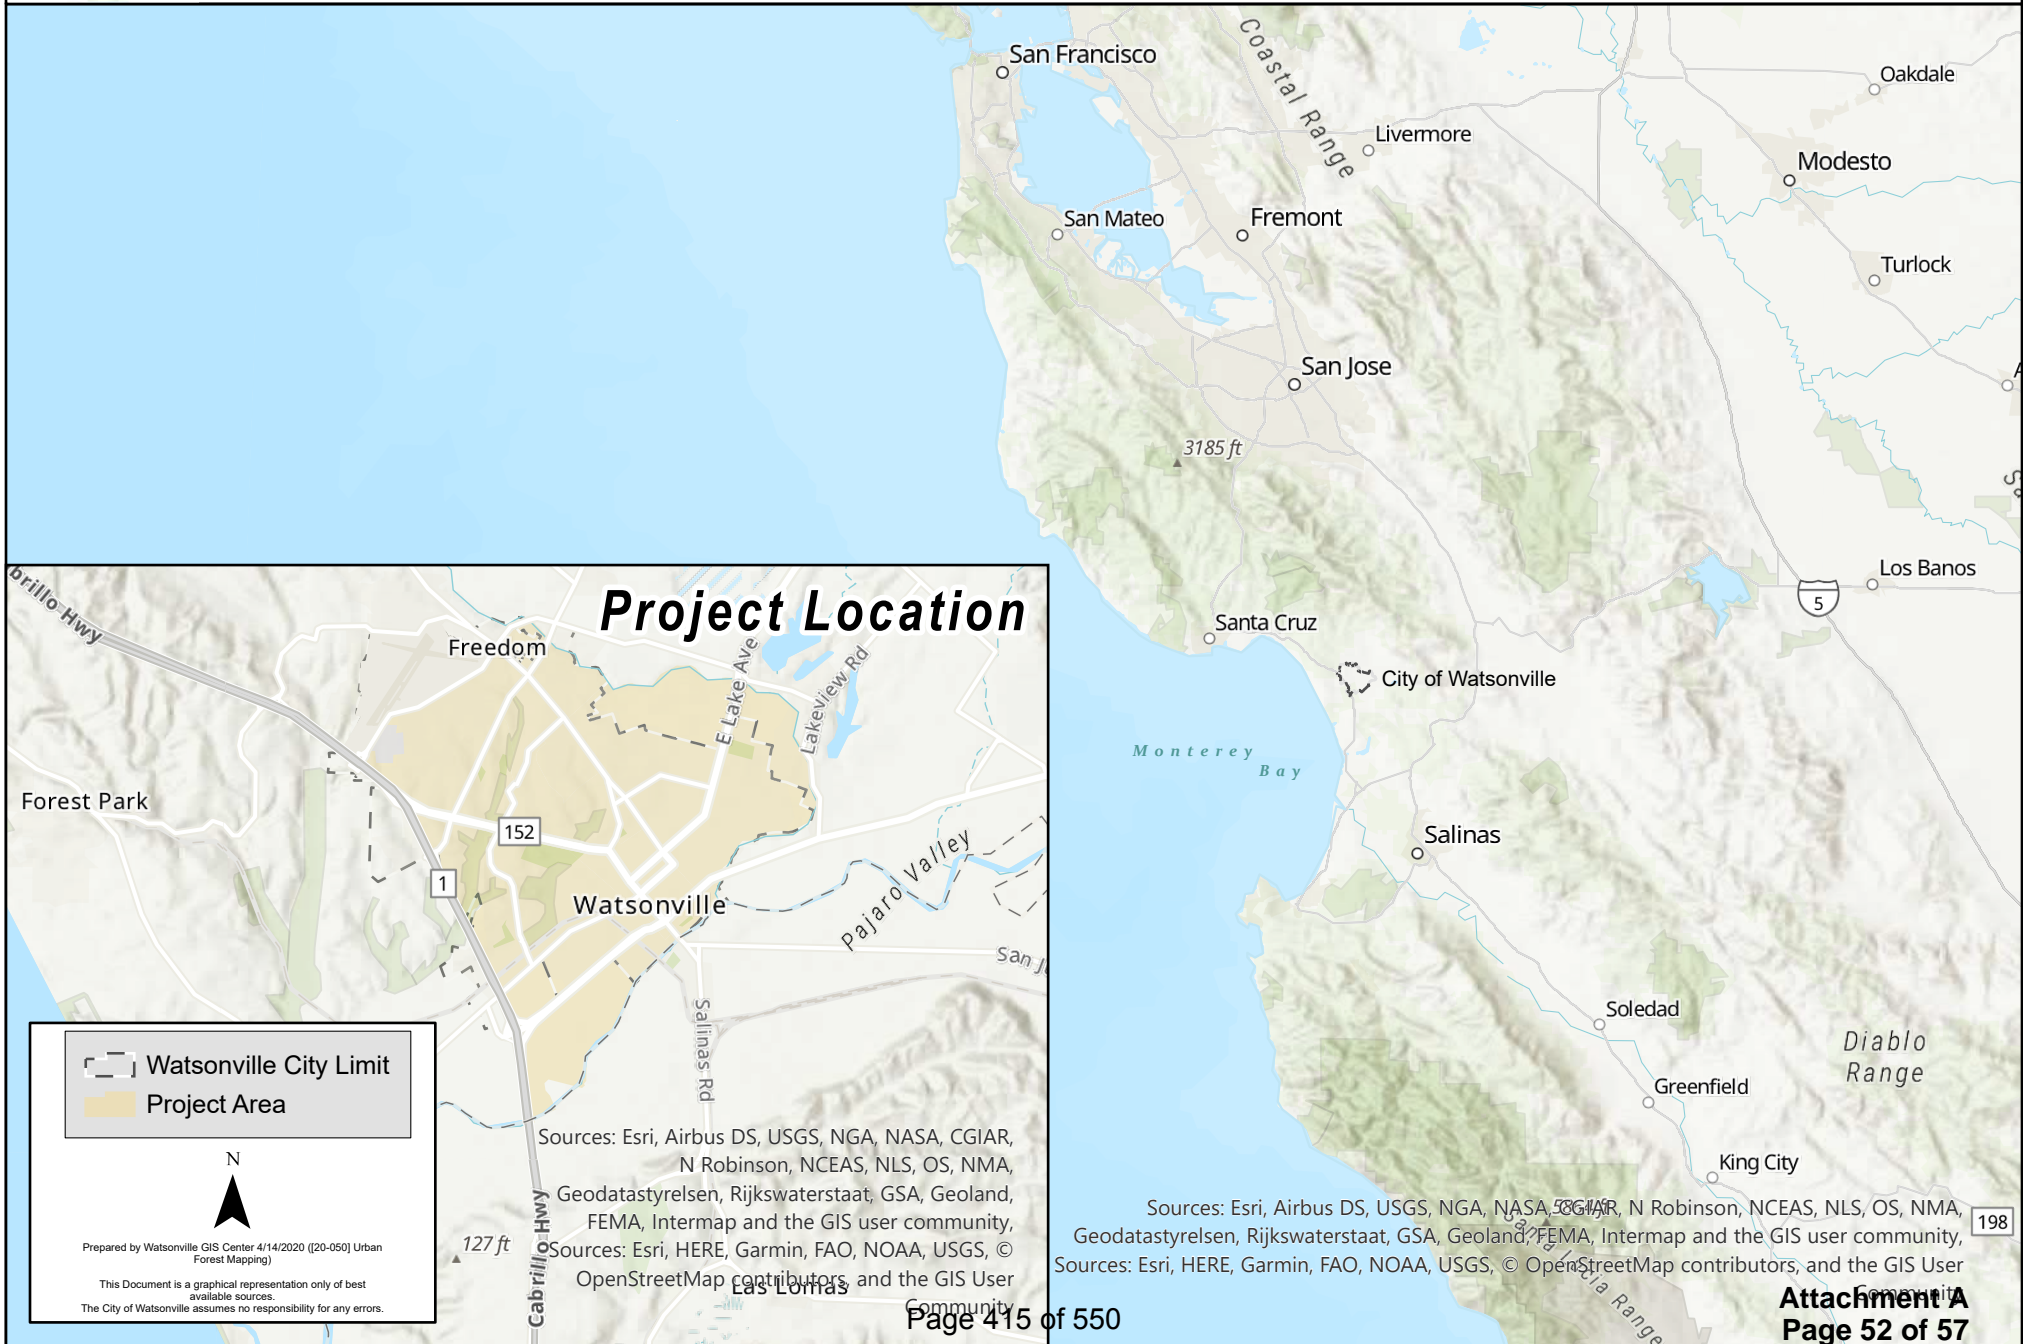 San Francisco
Coastal Range
Oakdale
Livermore
Modesto
San Mateo
Fremont
Turlock
San Jose
3185 ft
Los Banos
5
Santa Cruz
City of Watsonville
Monterey
Bay
Salinas
Soledad
Diablo
Range
Greenfield
King City
198
Santa Lucia Range
Sources: Esri, Airbus DS, USGS, NGA, NASA, CGIAR, N Robinson, NCEAS, NLS, OS, NMA,
Geodatastyrelsen, Rijkswaterstaat, GSA, Geoland, FEMA, Intermap and the GIS user community,
Sources: Esri, HERE, Garmin, FAO, NOAA, USGS, © OpenStreetMap contributors, and the GIS User
Community
Project Location
brillo Hwy
Freedom
E Lake Ave
Lakeview Rd
Forest Park
152
1
Watsonville
Pajaro Valley
San J
Salinas Rd
Cabrillo Hwy
127 ft
Las Lomas
Sources: Esri, Airbus DS, USGS, NGA, NASA, CGIAR,
N Robinson, NCEAS, NLS, OS, NMA,
Geodatastyrelsen, Rijkswaterstaat, GSA, Geoland,
FEMA, Intermap and the GIS user community,
Sources: Esri, HERE, Garmin, FAO, NOAA, USGS, ©
OpenStreetMap contributors, and the GIS User
Community
Watsonville City Limit
Project Area
N
Prepared by Watsonville GIS Center 4/14/2020 ([20-050] Urban
Forest Mapping)
This Document is a graphical representation only of best
available sources.
The City of Watsonville assumes no responsibility for any errors.
Page 415 of 550
Attachment A
Page 52 of 57